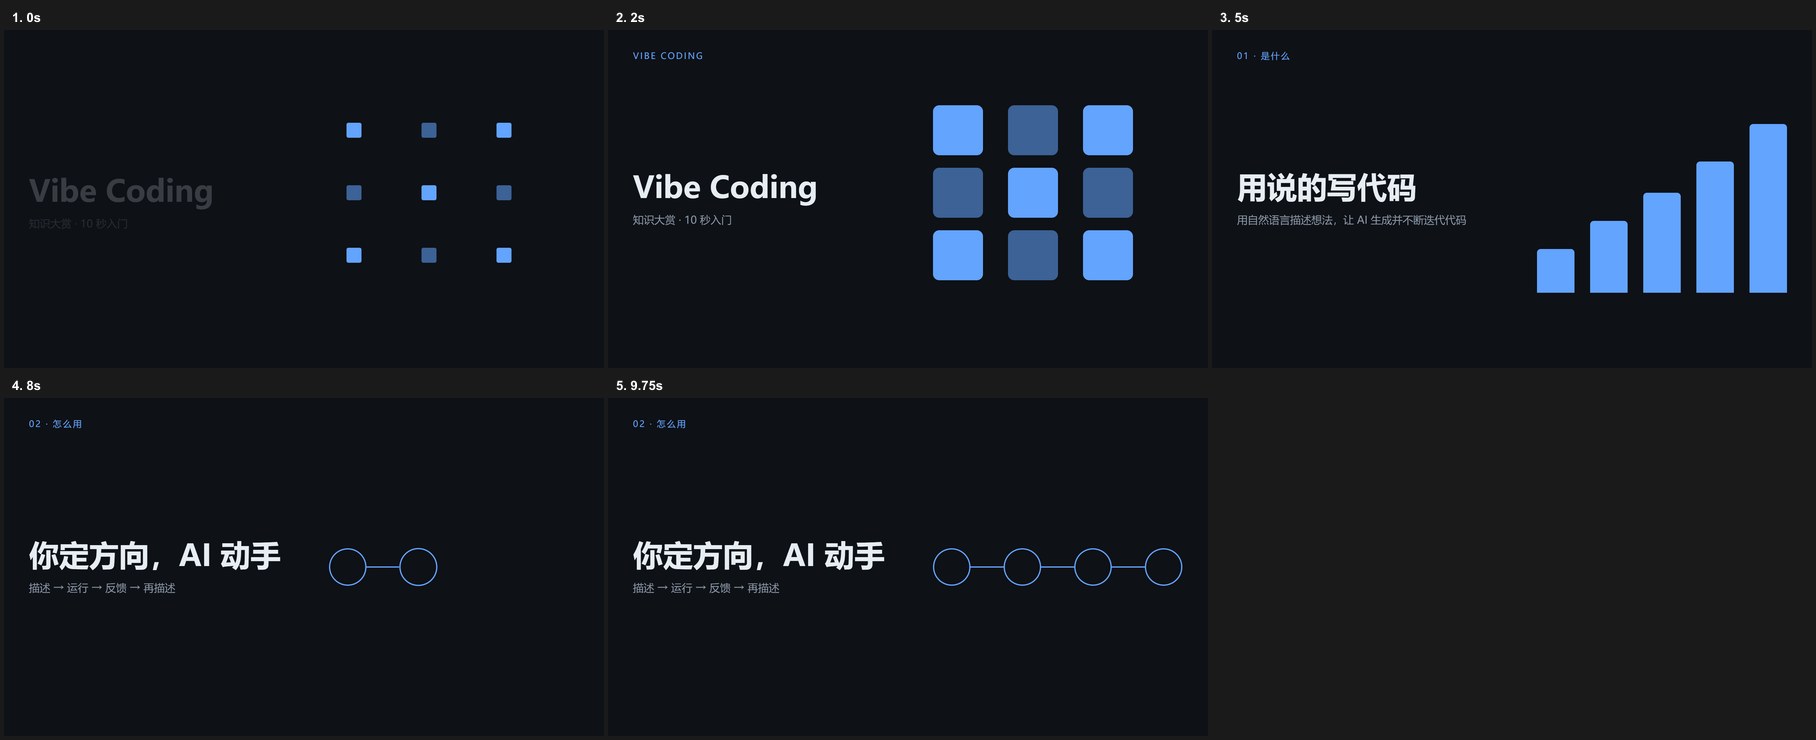 1. 0s
Vibe Coding
知识大赏 · 10 秒入门
2. 2s
VIBE CODING
Vibe Coding
知识大赏 · 10 秒入门
3. 5s
01 · 是什么
用说的写代码
用自然语言描述想法，让 AI 生成并不断迭代代码
4. 8s
02 · 怎么用
你定方向，AI 动手
描述 → 运行 → 反馈 → 再描述
5. 9.75s
02 · 怎么用
你定方向，AI 动手
描述 → 运行 → 反馈 → 再描述